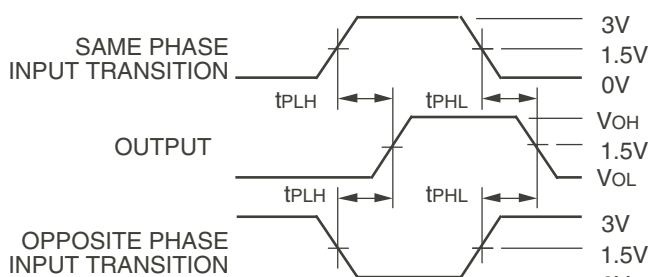 3V
SAME PHASE
INPUT TRANSITION
1.5V
0V
tPLH
tPHL
VOH
OUTPUT
1.5V
VOL
tPLH
tPHL
3V
OPPOSITE PHASE
INPUT TRANSITION
1.5V